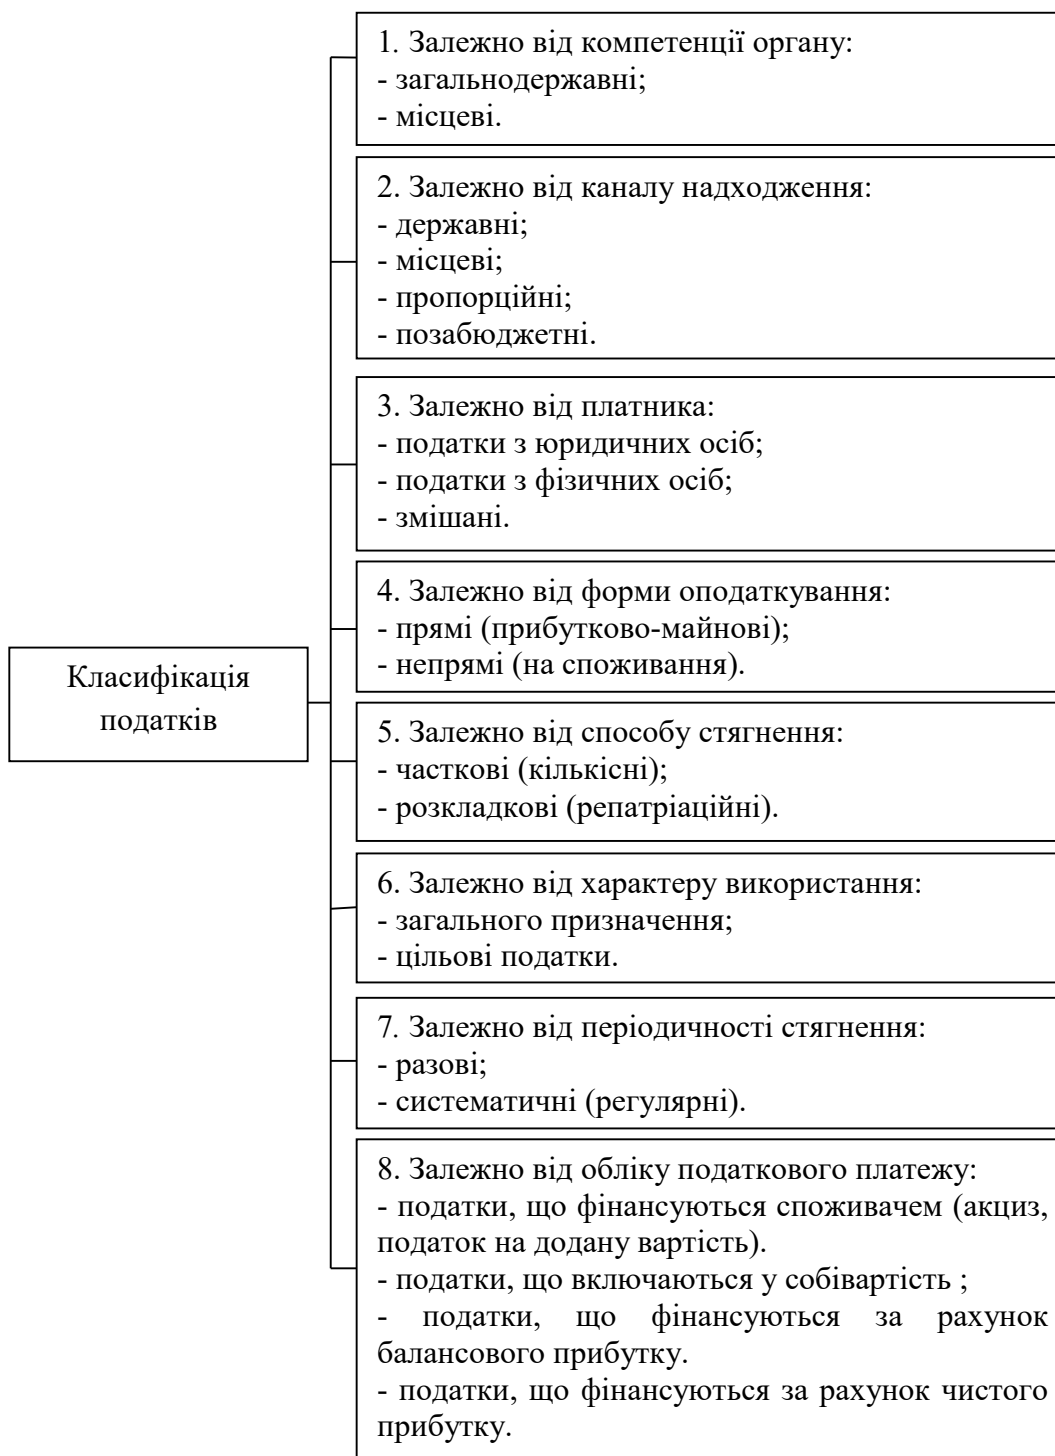 1. Залежно від компетенції органу:
- загальнодержавні;
- місцеві.
2. Залежно від каналу надходження:
- державні;
- місцеві;
- пропорційні;
- позабюджетні.
3. Залежно від платника:
- податки з юридичних осіб;
- податки з фізичних осіб;
- змішані.
4. Залежно від форми оподаткування:
- прямі (прибутково-майнові);
- непрямі (на споживання).
Класифікація
податків
5. Залежно від способу стягнення:
- часткові (кількісні);
- розкладкові (репатріаційні).
6. Залежно від характеру використання:
- загального призначення;
- цільові податки.
7. Залежно від періодичності стягнення:
- разові;
- систематичні (регулярні).
8. Залежно від обліку податкового платежу:
- податки, що фінансуються споживачем (акциз,
податок на додану вартість).
- податки, що включаються у собівартість ;
- податки, що фінансуються за рахунок
балансового прибутку.
- податки, що фінансуються за рахунок чистого
прибутку.